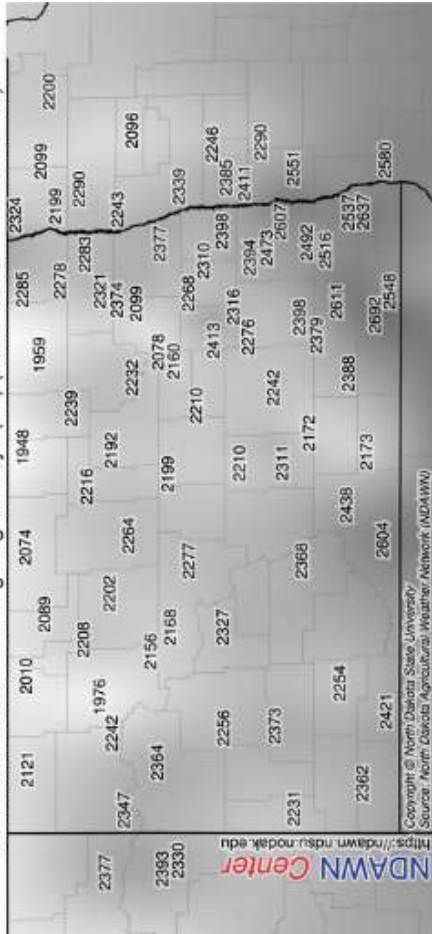 2324
2121 2010 2074 1948 2285
2089 1959 2099 2200
2239 2278 2199
2208 2216 2283 2290
2377 1976 2202 2192 2321
2242 2374 2243
2347 2264 2232 2099 2096
2364 2156 2078 2377
2393 2168 2199 2160
2330 2339
2277 2210 2268
2413 2310 2246
2256 2327 2398 2385
2210 2316 2411
2276 2394 2290
2373 2242 2473
2311 2607
2231 2368 2398 2551
2172 2379 2492
2516
2254 2438 2388 2611 2537
2362 2173 2637
2421 2604 2692 2548 2580
https://ndawn.ndsu.nodak.edu
NDAWN Center
Copyright © North Dakota State University
Source: North Dakota Agricultural Weather Network (NDAWN)